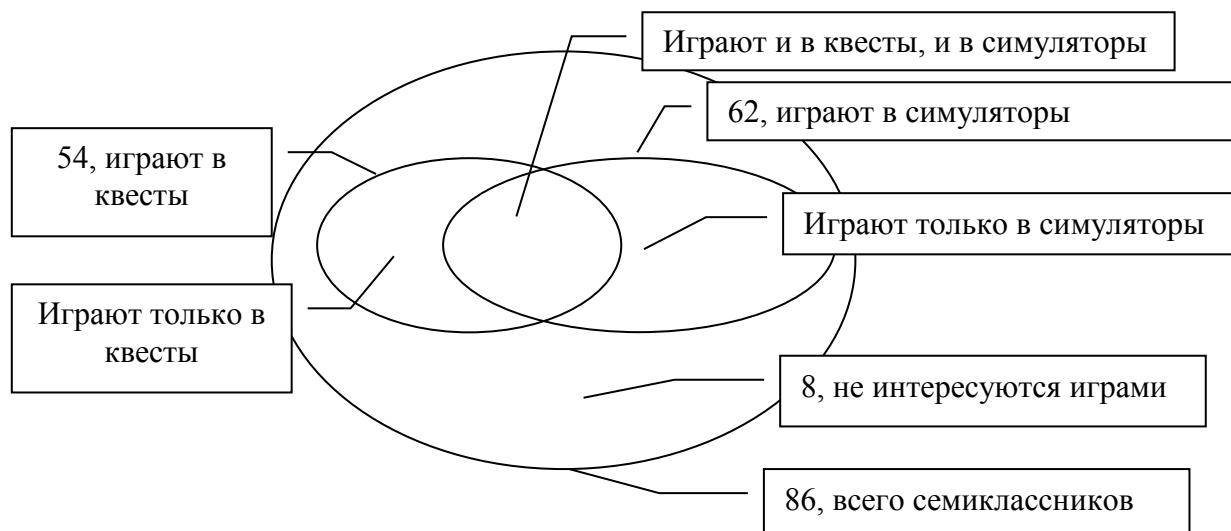 Играют и в квесты, и в симуляторы
62, играют в симуляторы
54, играют в
квесты
Играют только в симуляторы
Играют только в
квесты
8, не интересуются играми
86, всего семиклассников